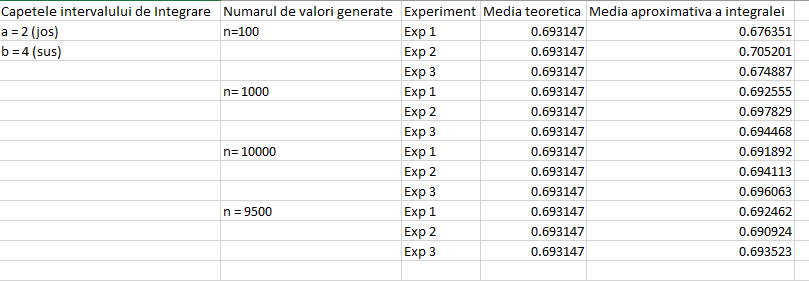 Capetele intervalului de Integrare Numarul de valori generate Experiment Media teoretica Media aproximativa a integralei
a = 2 (jos) n=100 Exp 1 0.693147 0.676351
b = 4 (sus) Exp 2 0.693147 0.705201
Exp 3 0.693147 0.674887
n= 1000 Exp 1 0.693147 0.692555
Exp 2 0.693147 0.697829
Exp 3 0.693147 0.694468
n= 10000 Exp 1 0.693147 0.691892
Exp 2 0.693147 0.694113
Exp 3 0.693147 0.696063
n = 9500 Exp 1 0.693147 0.692462
Exp 2 0.693147 0.690924
Exp 3 0.693147 0.693523